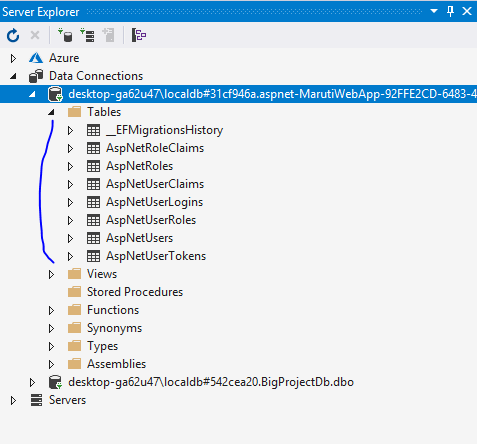 Server Explorer
Azure
Data Connections
desktop-ga62u47\localdb#31cf946a.aspnet-MarutiWebApp-92FFE2CD-6483-4
Tables
__EFMigrationsHistory
AspNetRoleClaims
AspNetRoles
AspNetUserClaims
AspNetUserLogins
AspNetUserRoles
AspNetUsers
AspNetUserTokens
Views
Stored Procedures
Functions
Synonyms
Types
Assemblies
desktop-ga62u47\localdb#542cea20.BigProjectDb.dbo
Servers